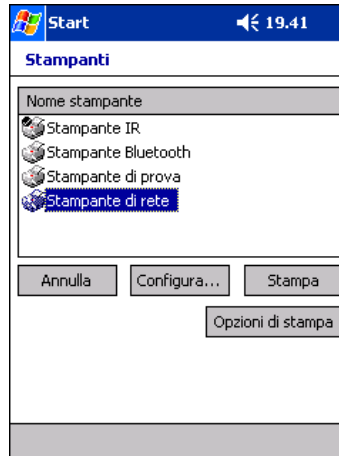 Start 19.41
Stampanti
Nome stampante
Stampante IR
Stampante Bluetooth
Stampante di prova
Stampante di rete
Annulla Configura... Stampa
Opzioni di stampa